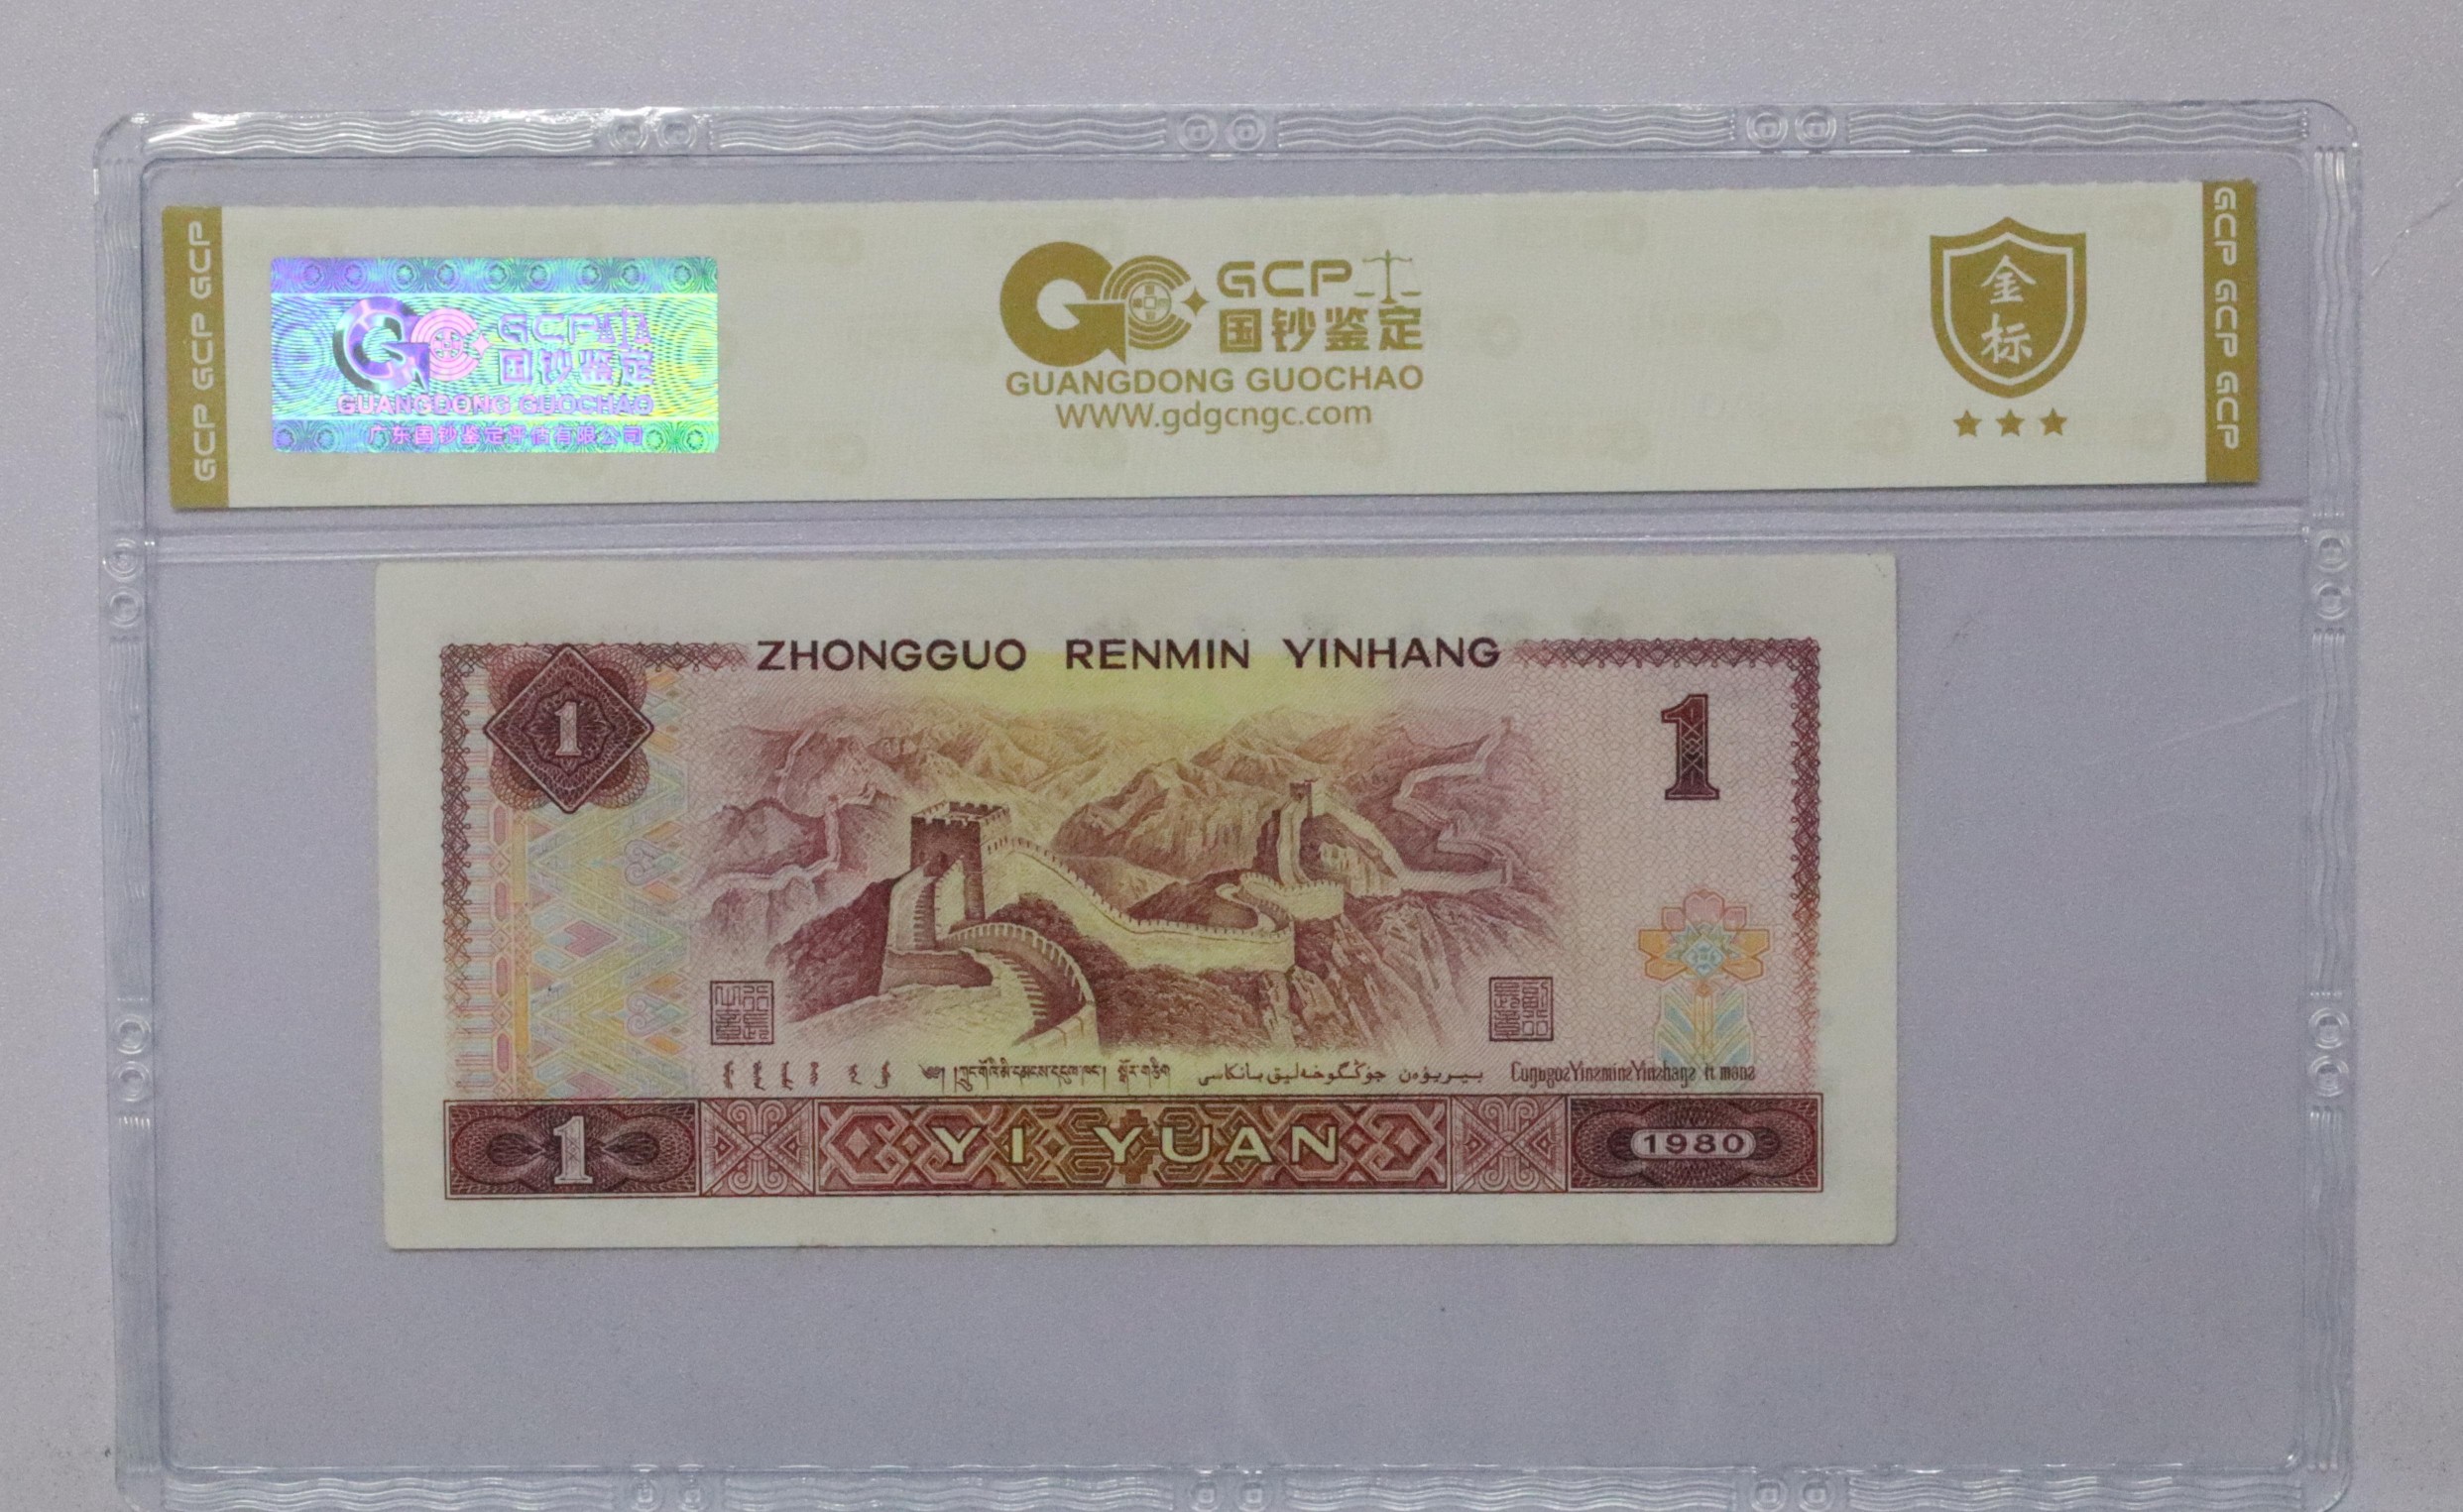 GCP GCP GCP
GCP
国钞鉴定
GUANGDONG GUOCHAO
广东国钞鉴定评估有限公司
GCP
国钞鉴定
GUANGDONG GUOCHAO
WWW.gdgcngc.com
金
标
GCP GCP GCP
ZHONGGUO RENMIN YINHANG
1
1
1
YI YUAN
1980